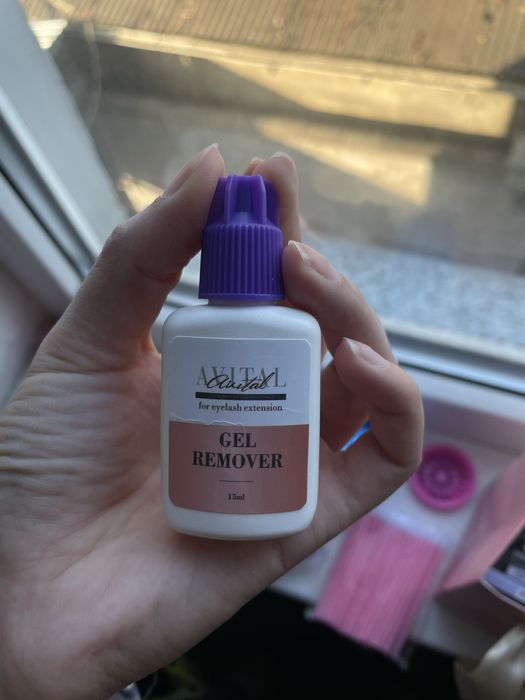 AVITAL
Avital
for eyelash extension
GEL
REMOVER
15ml